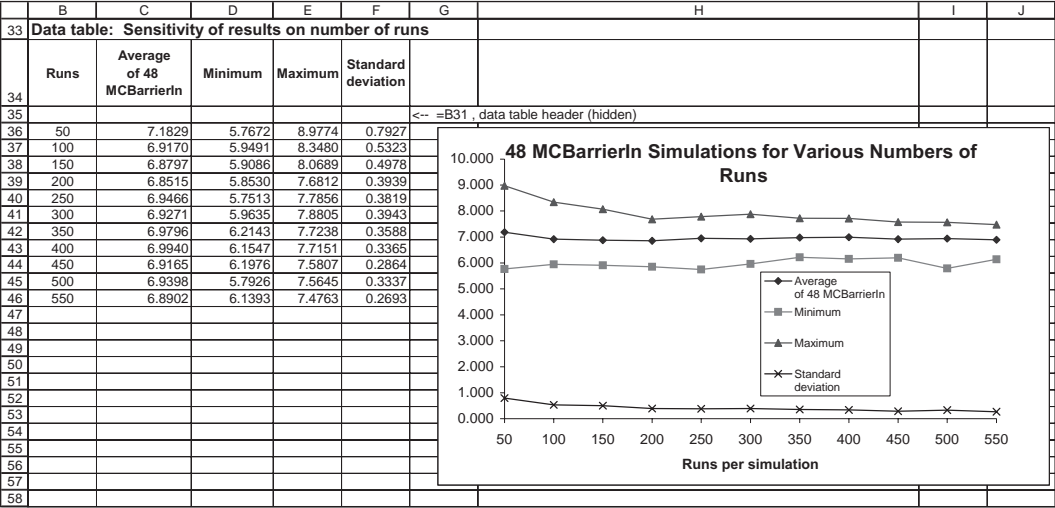 B C D E F G H I J
33 Data table: Sensitivity of results on number of runs
34 Runs Average of 48 MCBarrierIn Minimum Maximum Standard deviation
35 <-- =B31 , data table header (hidden)
36 50 7.1829 5.7672 8.9774 0.7927
37 100 6.9170 5.9491 8.3480 0.5323
38 150 6.8797 5.9086 8.0689 0.4978
39 200 6.8515 5.8530 7.6812 0.3939
40 250 6.9466 5.7513 7.7856 0.3819
41 300 6.9271 5.9635 7.8805 0.3943
42 350 6.9796 6.2143 7.7238 0.3588
43 400 6.9940 6.1547 7.7151 0.3365
44 450 6.9165 6.1976 7.5807 0.2864
45 500 6.9398 5.7926 7.5645 0.3337
46 550 6.8902 6.1393 7.4763 0.2693
47
48
49
50
51
52
53
54
55
56
57
58
48 MCBarrierIn Simulations for Various Numbers of
Runs
10.000
9.000
8.000
7.000
6.000
5.000
4.000
3.000
2.000
1.000
0.000
Average
of 48 MCBarrierIn
Minimum
Maximum
Standard
deviation
50 100 150 200 250 300 350 400 450 500 550
Runs per simulation